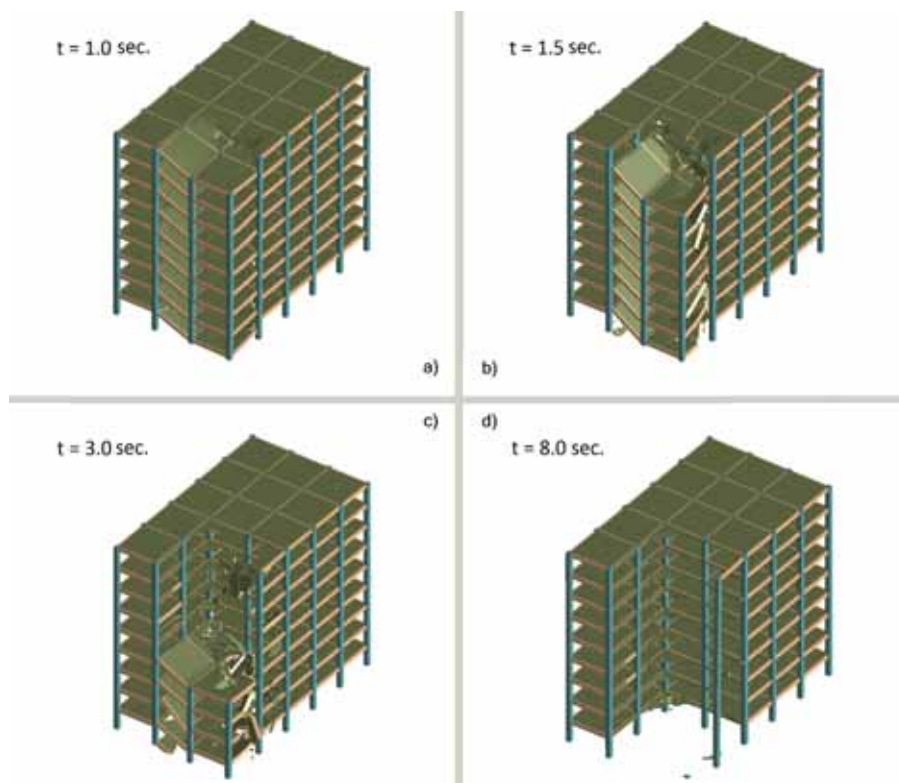 t = 1.0 sec.
a)
t = 1.5 sec.
b)
c)
t = 3.0 sec.
d)
t = 8.0 sec.